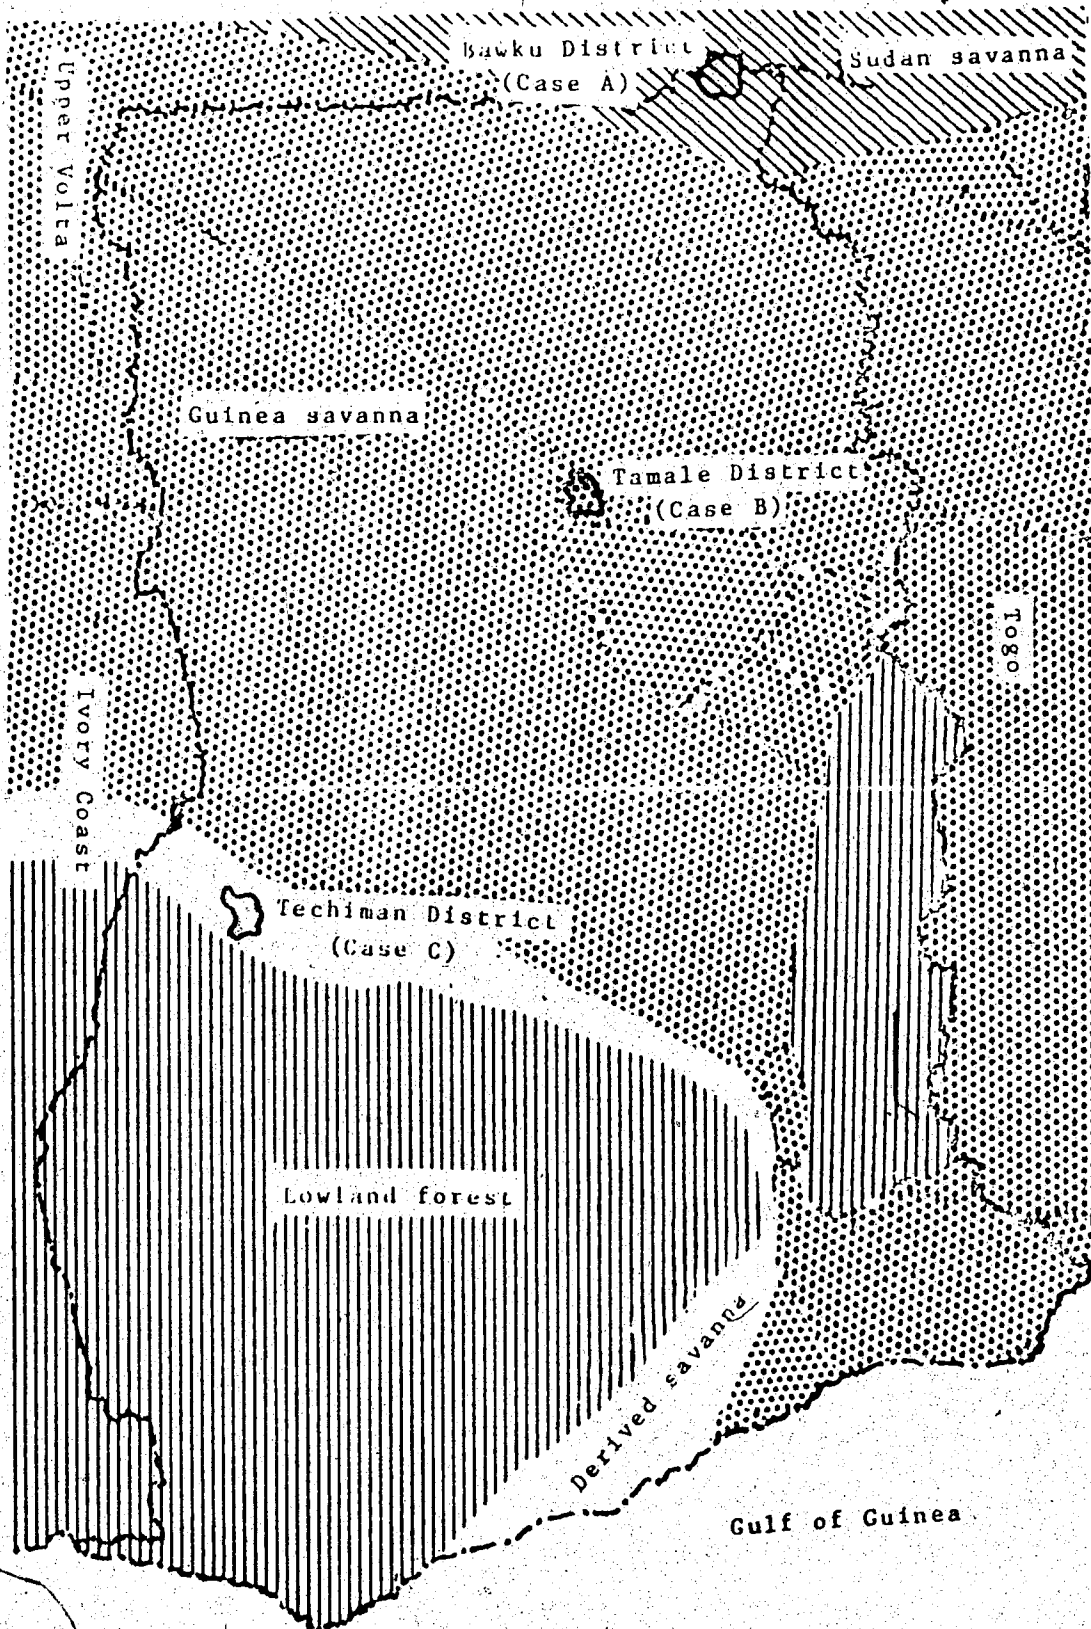 Bawku District
(Case A)
Sudan savanna
Upper Volta
Guinea savanna
Tamale District
(Case B)
Togo
Ivory Coast
Techiman District
(Case C)
Lowland forest
Derived savanna
Gulf of Guinea